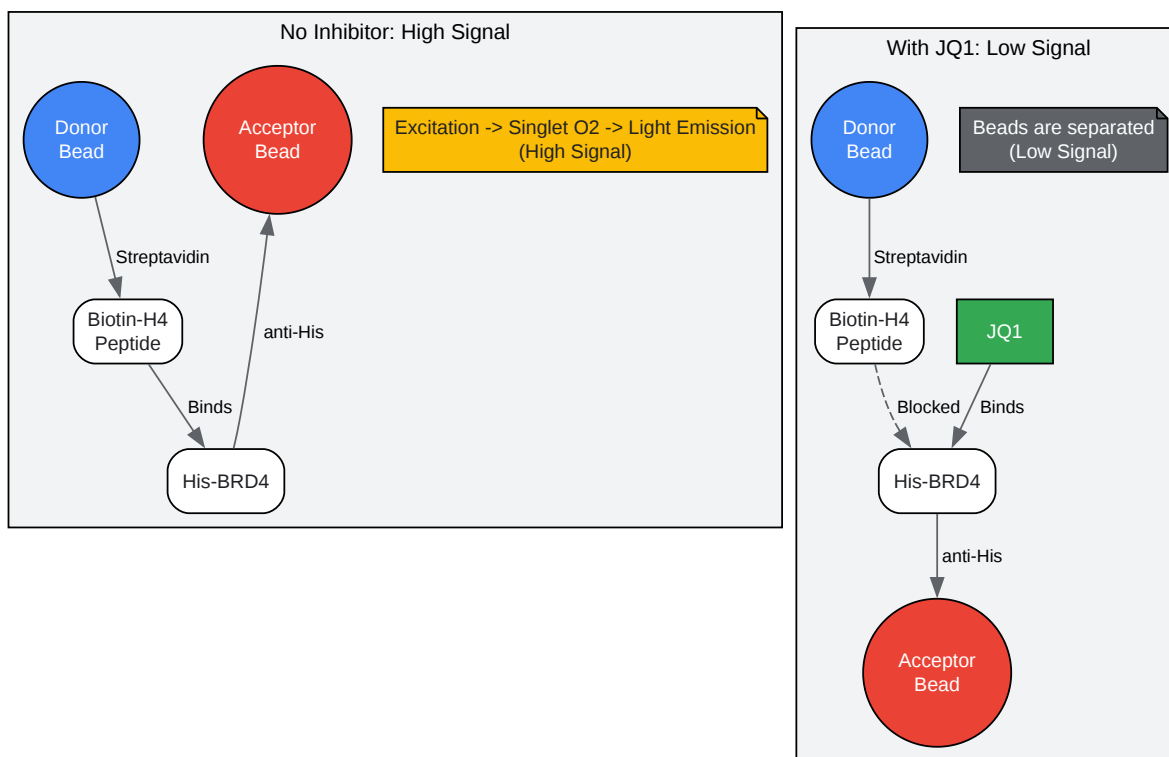 No Inhibitor: High Signal
Donor
Bead
Acceptor
Bead
Excitation -> Singlet O2 -> Light Emission
(High Signal)
Streptavidin
Biotin-H4
Peptide
anti-His
Binds
His-BRD4
With JQ1: Low Signal
Donor
Bead
Beads are separated
(Low Signal)
Streptavidin
Biotin-H4
Peptide
JQ1
Blocked
Binds
His-BRD4
anti-His
Acceptor
Bead